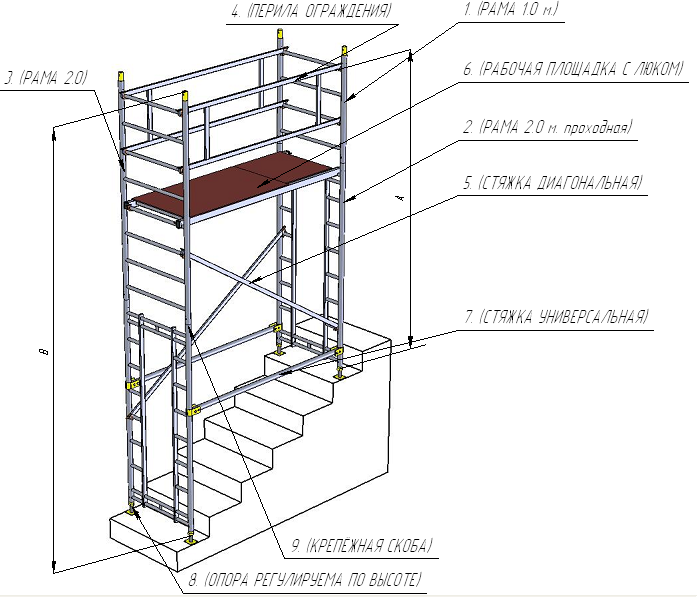 4. (ПЕРИЛА ОГРАЖДЕНИЯ)
1. (РАМА 1.0 м.)
3. (РАМА 2.0)
6. (РАБОЧАЯ ПЛОЩАДКА С ЛЮКОМ)
2. (РАМА 2.0 м. проходная)
5. (СТЯЖКА ДИАГОНАЛЬНАЯ)
А
7. (СТЯЖКА УНИВЕРСАЛЬНАЯ)
В
9. (КРЕПЁЖНАЯ СКОБА)
8. (ОПОРА РЕГУЛИРУЕМА ПО ВЫСОТЕ)